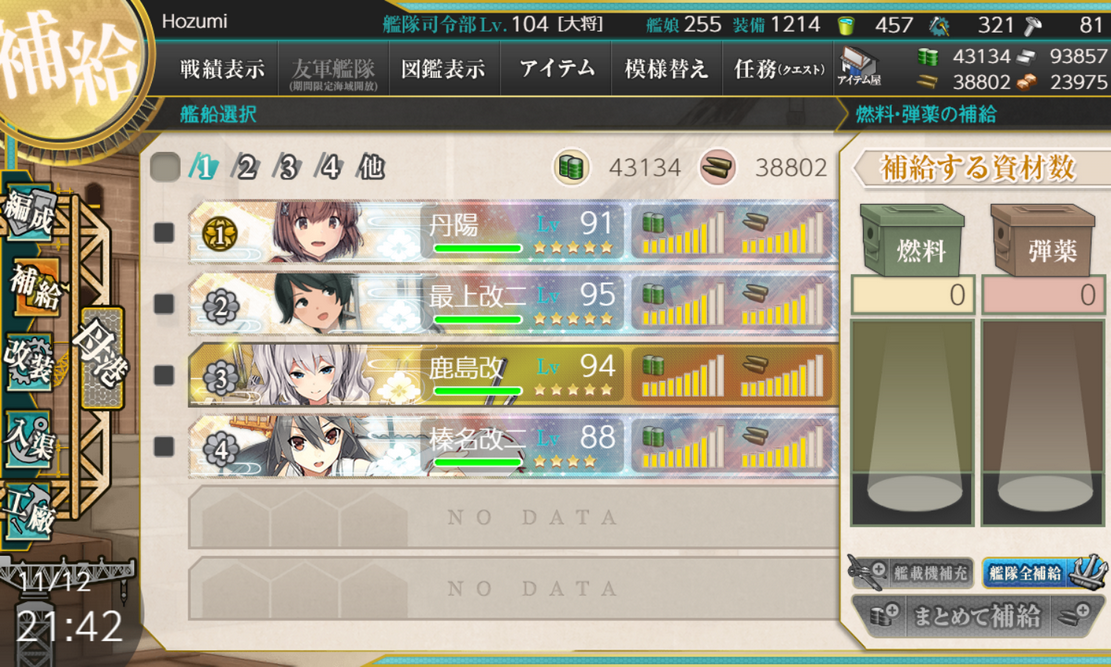 補給
Hozumi
艦隊司令部Lv.104 [大将]
艦娘 255 装備 1214
457 321 81
戦績表示
友軍艦隊
(期間限定海域開放)
図鑑表示
アイテム
模様替え
任務(クエスト)
アイテム屋
43134 93857
38802 23975
艦船選択
燃料・弾薬の補給
1 2 3 4 他
43134 38802
補給する資材数
編成
補給
改装
入渠
工廠
母港
1 丹陽 Lv 91
2 最上改二 Lv 95
3 鹿島改 Lv 94
4 榛名改二 Lv 88
NO DATA
NO DATA
燃料 弾薬
0 0
艦載機補充
艦隊全補給
まとめて補給
11/12
21:42